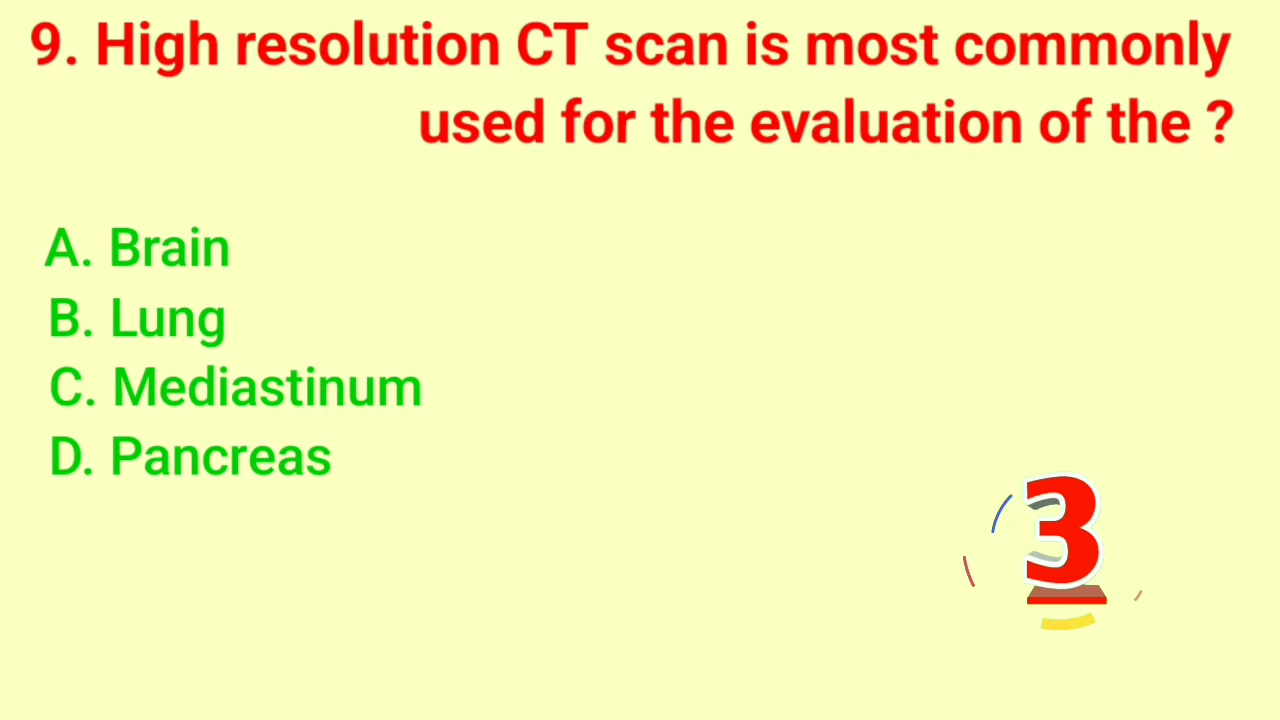 9. High resolution CT scan is most commonly
used for the evaluation of the ?
A. Brain
B. Lung
C. Mediastinum
D. Pancreas
3